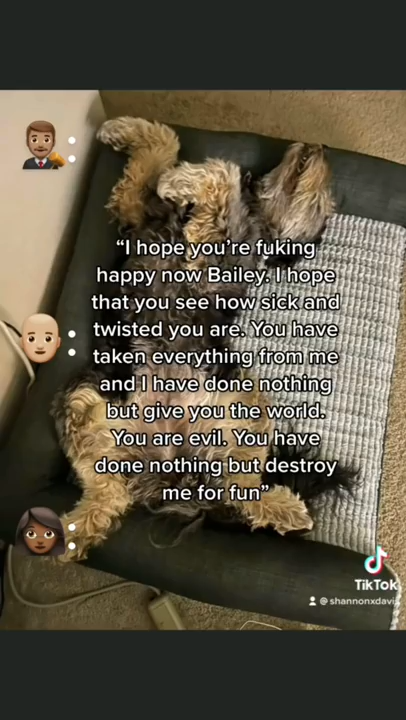 “I hope you’re fuking
happy now Bailey. I hope
that you see how sick and
twisted you are. You have
taken everything from me
and I have done nothing
but give you the world.
You are evil. You have
done nothing but destroy
me for fun”
TikTok
@shannonxdavi